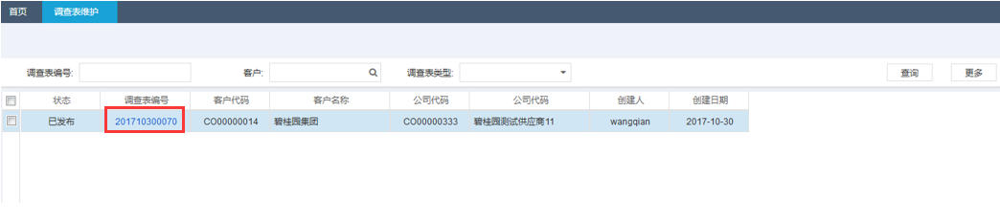 首页 调查表维护
调查表编号: 客户: 调查表类型: 查询 更多
状态 调查表编号 客户代码 客户名称 公司代码 公司代码 创建人 创建日期
已发布 201710300070 CO00000014 碧桂园集团 CO00000333 碧桂园测试供应商11 wangqian 2017-10-30